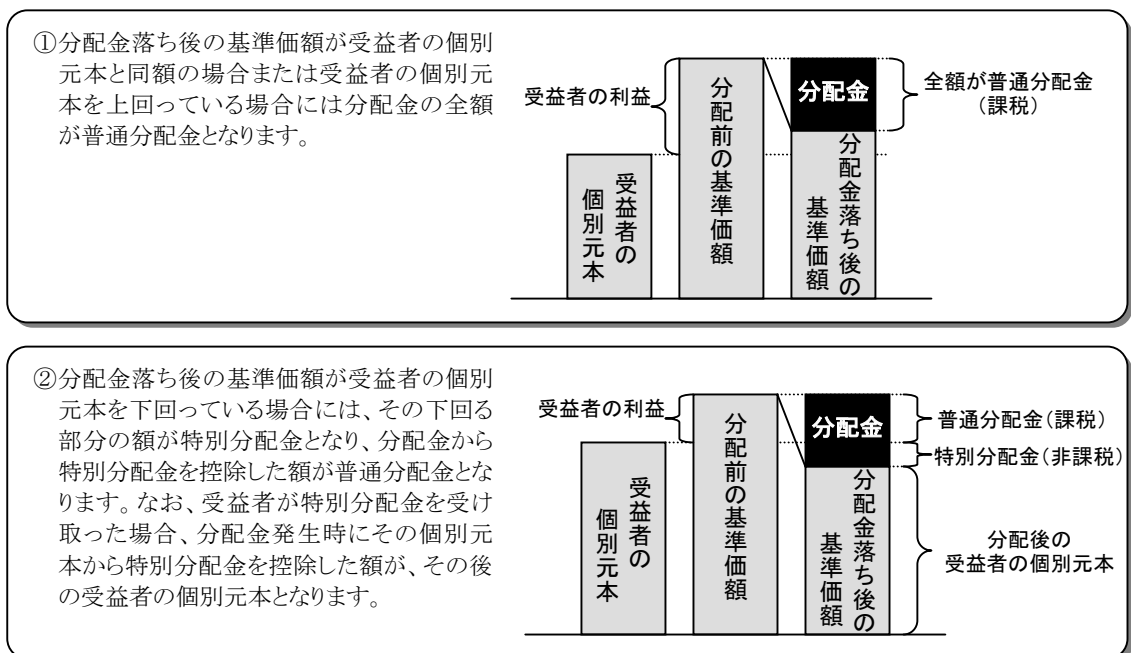 ①分配金落ち後の基準価額が受益者の個別
元本と同額の場合または受益者の個別元
本を上回っている場合には分配金の全額
が普通分配金となります。
受益者の利益
受益者の
個別元本
分配前の基準価額
分配金
分配金落ち後の
基準価額
全額が普通分配金
(課税)
②分配金落ち後の基準価額が受益者の個別
元本を下回っている場合には、その下回る
部分の額が特別分配金となり、分配金から
特別分配金を控除した額が普通分配金とな
ります。なお、受益者が特別分配金を受け
取った場合、分配金発生時にその個別元
本から特別分配金を控除した額が、その後
の受益者の個別元本となります。
受益者の利益
受益者の
個別元本
分配前の基準価額
分配金
分配金落ち後の
基準価額
普通分配金(課税)
特別分配金(非課税)
分配後の
受益者の個別元本